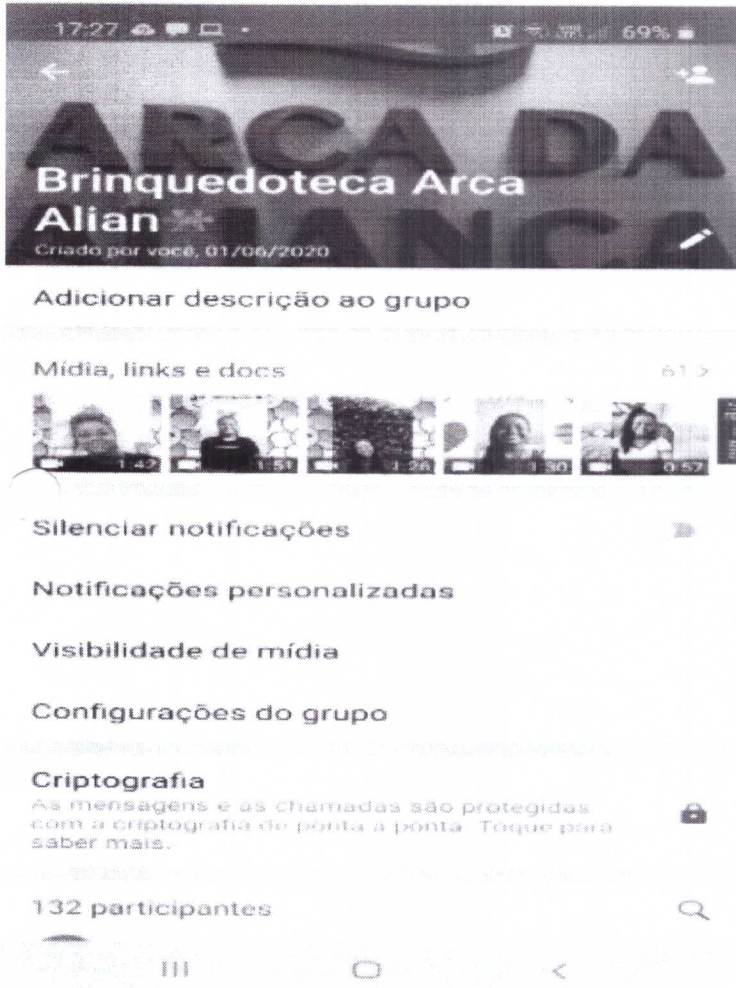 17:27 69%
ARCA DA
ALIANÇA
Brinquedoteca Arca
Alian
Criado por você, 01/06/2020
Adicionar descrição ao grupo
Mídia, links e docs 61 >
1:42 1:51 1:26 1:30 0:57
Silenciar notificações
Notificações personalizadas
Visibilidade de mídia
Configurações do grupo
Criptografia
As mensagens e as chamadas são protegidas
com a criptografia de ponta a ponta. Toque para
saber mais.
132 participantes